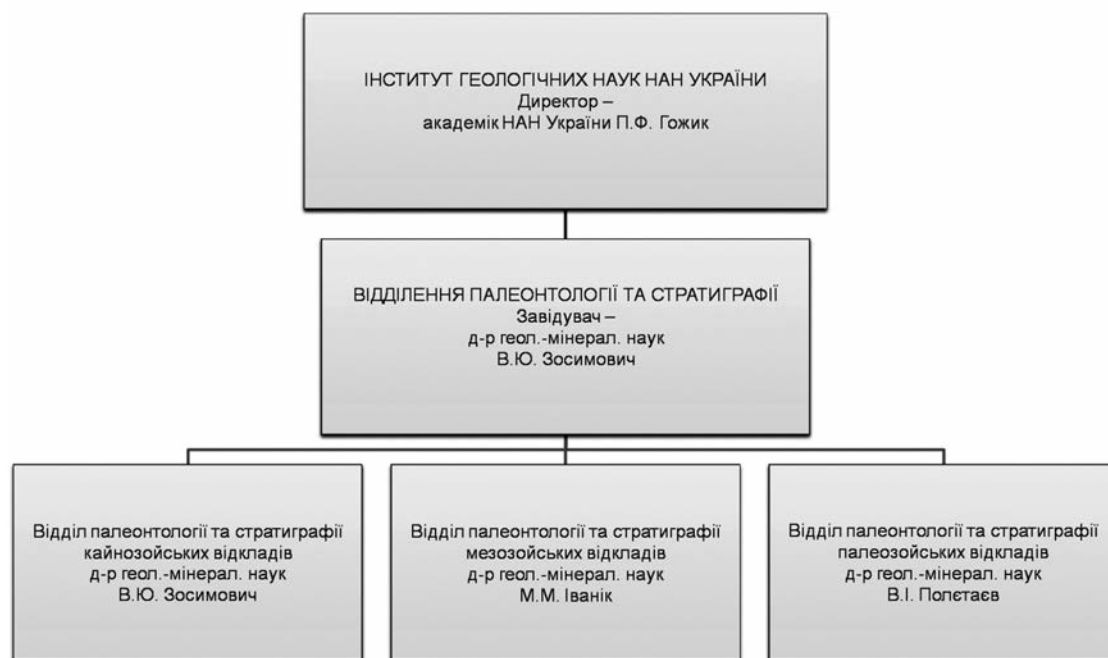 ІНСТИТУТ ГЕОЛОГІЧНИХ НАУК НАН УКРАЇНИ
Директор –
академік НАН України П.Ф. Гожик
ВІДДІЛЕННЯ ПАЛЕОНТОЛОГІЇ ТА СТРАТИГРАФІЇ
Завідувач –
д-р геол.-мінерал. наук
В.Ю. Зосимович
Відділ палеонтології та стратиграфії
кайнозойських відкладів
д-р геол.-мінерал. наук
В.Ю. Зосимович
Відділ палеонтології та стратиграфії
мезозойських відкладів
д-р геол.-мінерал. наук
М.М. Іванік
Відділ палеонтології та стратиграфії
палеозойських відкладів
д-р геол.-мінерал. наук
В.І. Полєтаєв